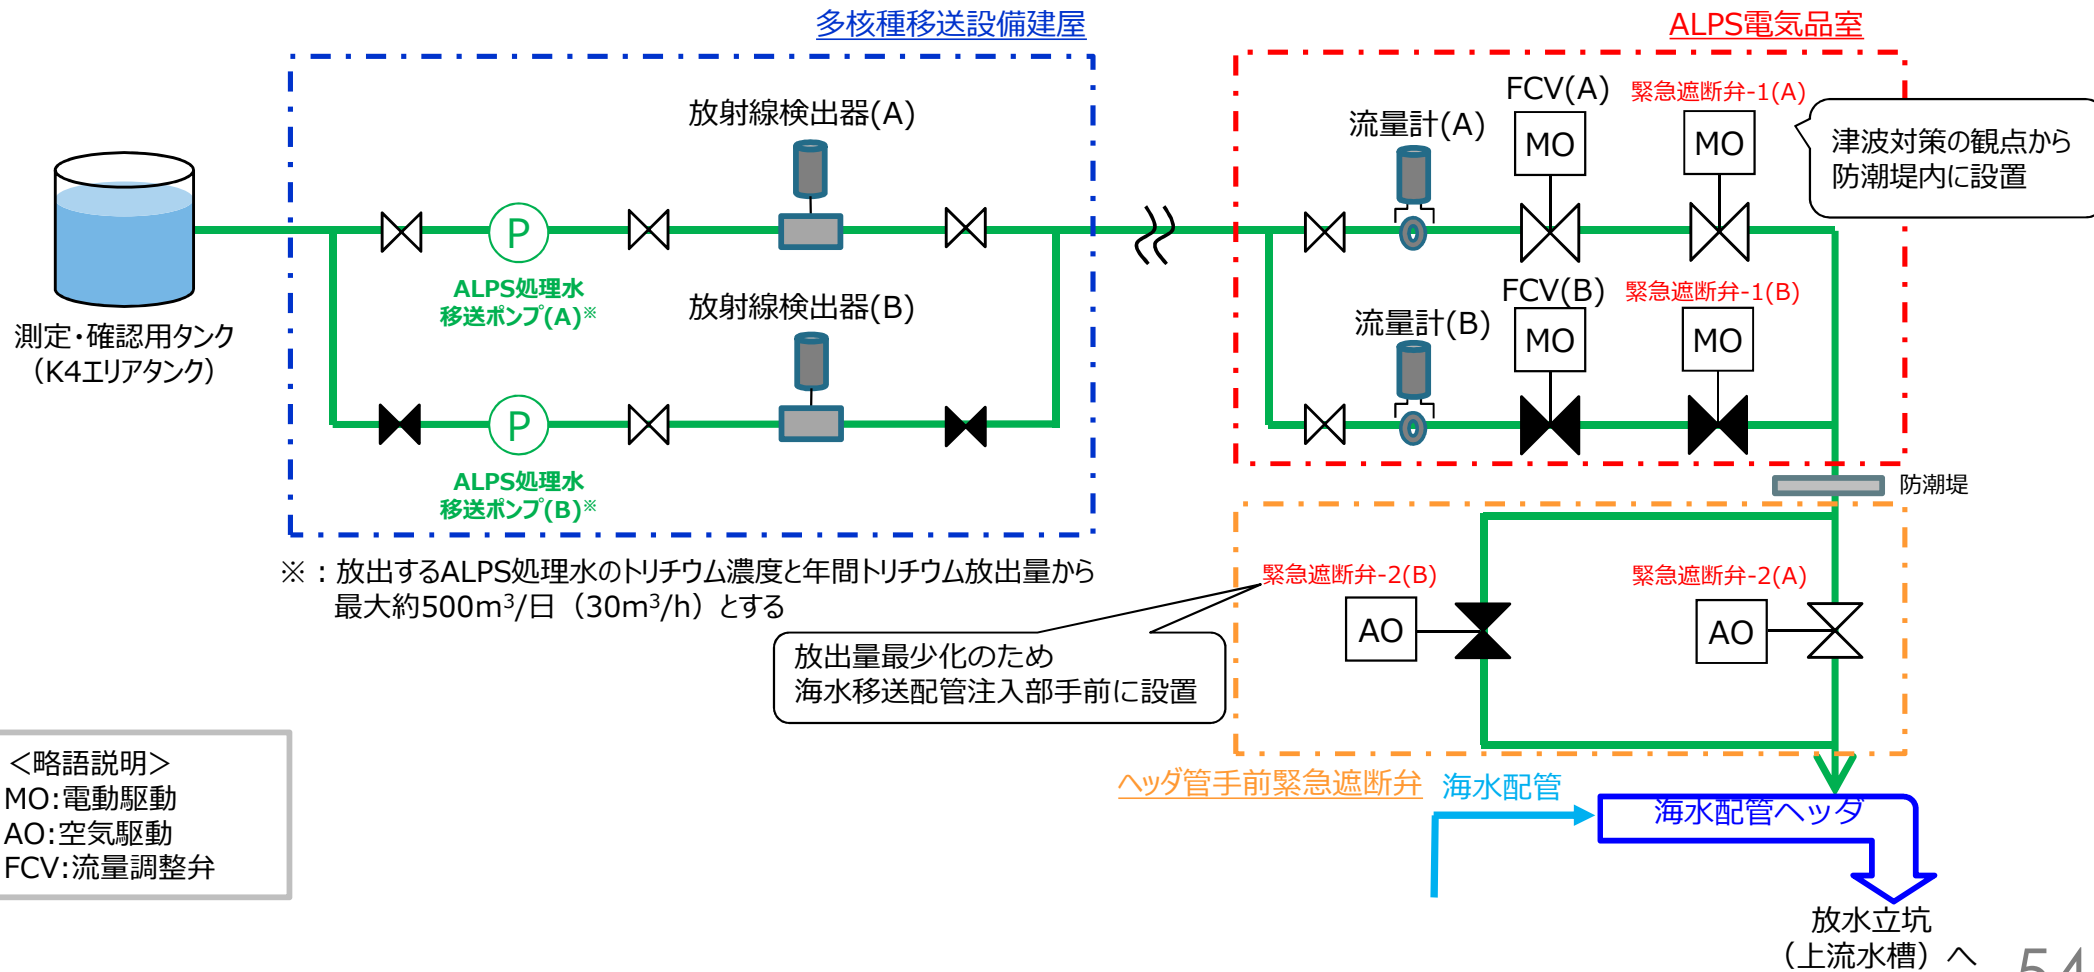 多核種移送設備建屋
ALPS電気品室
放射線検出器(A)
流量計(A)
FCV(A)
緊急遮断弁-1(A)
MO
MO
津波対策の観点から
防潮堤内に設置
P
ALPS処理水
移送ポンプ(A)※
測定・確認用タンク
（K4エリアタンク）
放射線検出器(B)
流量計(B)
FCV(B)
緊急遮断弁-1(B)
MO
MO
P
ALPS処理水
移送ポンプ(B)※
防潮堤
※：放出するALPS処理水のトリチウム濃度と年間トリチウム放出量から
最大約500m³/日（30m³/h）とする
緊急遮断弁-2(B)
緊急遮断弁-2(A)
AO
AO
放出量最少化のため
海水移送配管注入部手前に設置
＜略語説明＞
MO:電動駆動
AO:空気駆動
FCV:流量調整弁
ヘッダ管手前緊急遮断弁
海水配管
海水配管ヘッダ
放水立坑
（上流水槽）へ
54